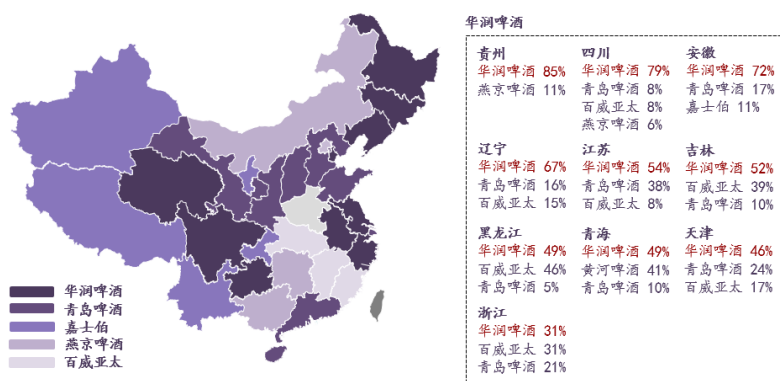 华润啤酒
贵州
华润啤酒 85%
燕京啤酒 11%
四川
华润啤酒 79%
青岛啤酒 8%
百威亚太 8%
燕京啤酒 6%
安徽
华润啤酒 72%
青岛啤酒 17%
嘉士伯 11%
辽宁
华润啤酒 67%
青岛啤酒 16%
百威亚太 15%
江苏
华润啤酒 54%
青岛啤酒 38%
百威亚太 8%
吉林
华润啤酒 52%
百威亚太 39%
青岛啤酒 10%
黑龙江
华润啤酒 49%
百威亚太 46%
青岛啤酒 5%
青海
华润啤酒 49%
黄河啤酒 41%
青岛啤酒 10%
天津
华润啤酒 46%
青岛啤酒 24%
百威亚太 17%
浙江
华润啤酒 31%
百威亚太 31%
青岛啤酒 21%
华润啤酒
青岛啤酒
嘉士伯
燕京啤酒
百威亚太